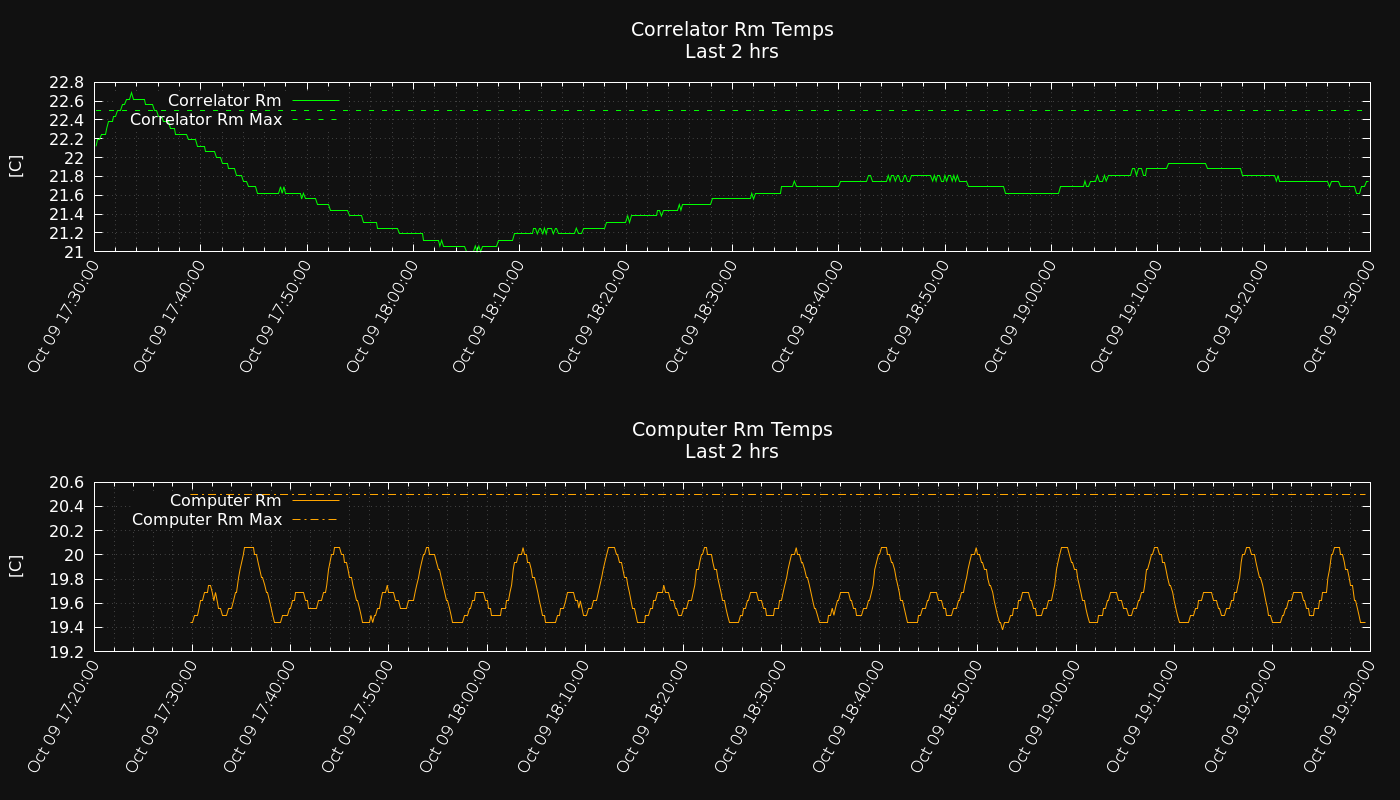 Correlator Rm Temps
Last 2 hrs
22.8
22.6
22.4
22.2
22
21.8
21.6
21.4
21.2
21
[C]
Correlator Rm
Correlator Rm Max
Oct 09 17:30:00
Oct 09 17:40:00
Oct 09 17:50:00
Oct 09 18:00:00
Oct 09 18:10:00
Oct 09 18:20:00
Oct 09 18:30:00
Oct 09 18:40:00
Oct 09 18:50:00
Oct 09 19:00:00
Oct 09 19:10:00
Oct 09 19:20:00
Oct 09 19:30:00
Computer Rm Temps
Last 2 hrs
20.6
20.4
20.2
20
19.8
19.6
19.4
19.2
[C]
Computer Rm
Computer Rm Max
Oct 09 17:20:00
Oct 09 17:30:00
Oct 09 17:40:00
Oct 09 17:50:00
Oct 09 18:00:00
Oct 09 18:10:00
Oct 09 18:20:00
Oct 09 18:30:00
Oct 09 18:40:00
Oct 09 18:50:00
Oct 09 19:00:00
Oct 09 19:10:00
Oct 09 19:20:00
Oct 09 19:30:00